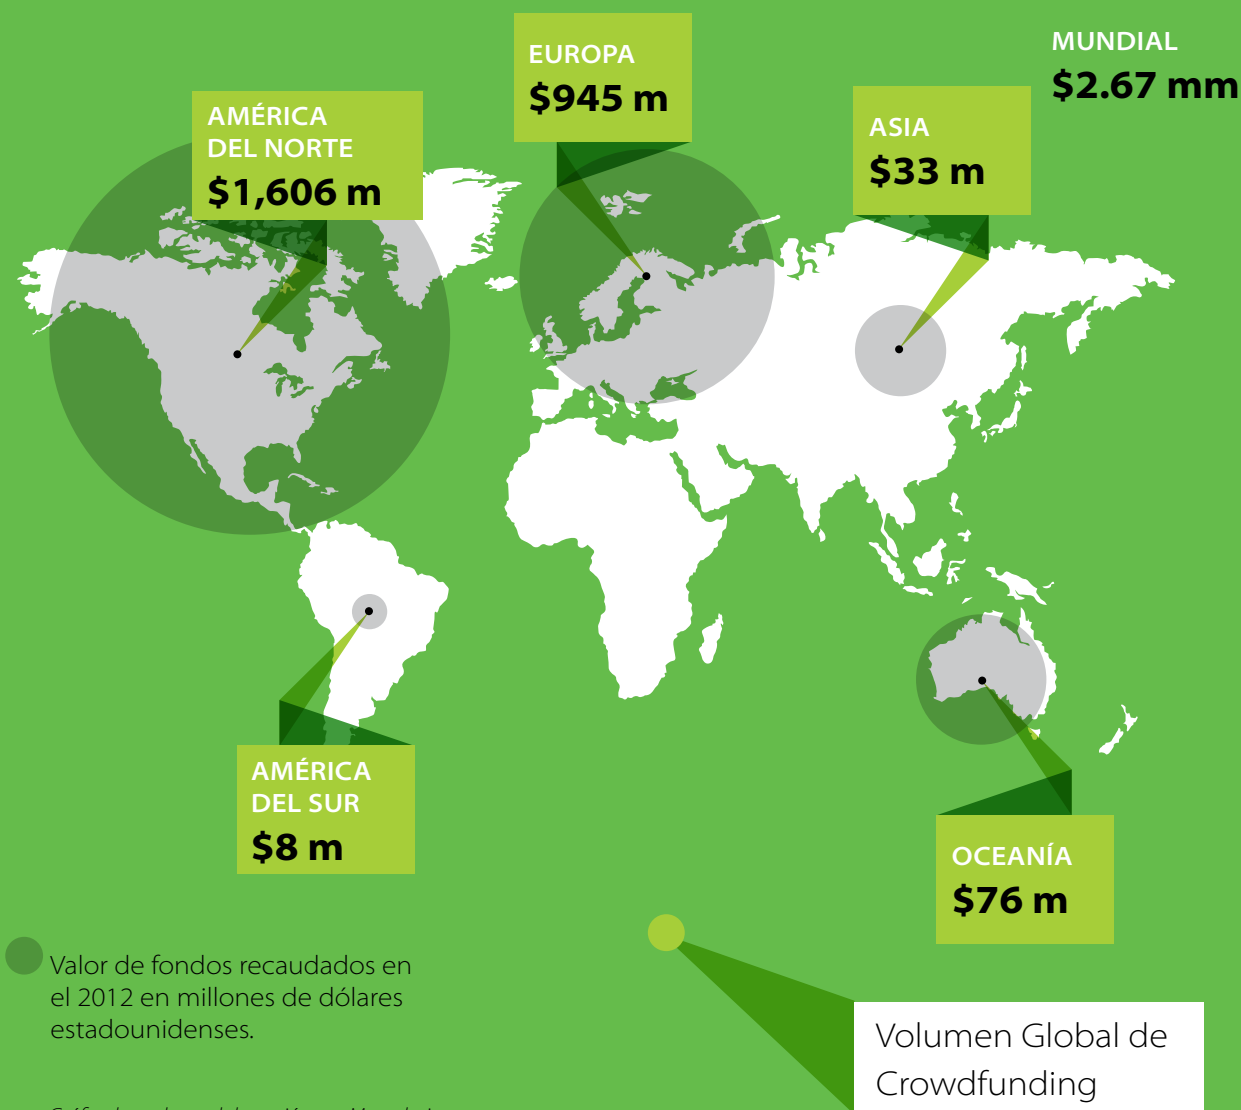 EUROPA
$945 m
MUNDIAL
$2.67 mm
AMÉRICA
DEL NORTE
$1,606 m
ASIA
$33 m
AMÉRICA
DEL SUR
$8 m
OCEANÍA
$76 m
Valor de fondos recaudados en
el 2012 en millones de dólares
estadounidenses.
Volumen Global de
Crowdfunding